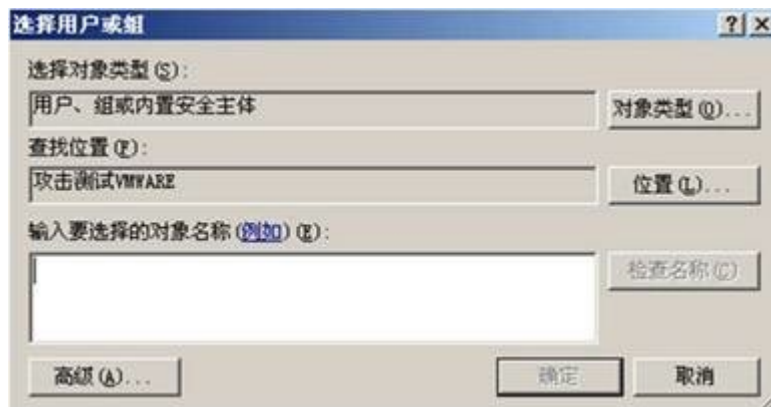 选择用户或组
选择对象类型(S):
用户、组或内置安全主体
对象类型(O)...
查找位置(F):
攻击测试VMWARE
位置(L)...
输入要选择的对象名称(例如)(E):
检查名称(C)
高级(A)...
确定
取消